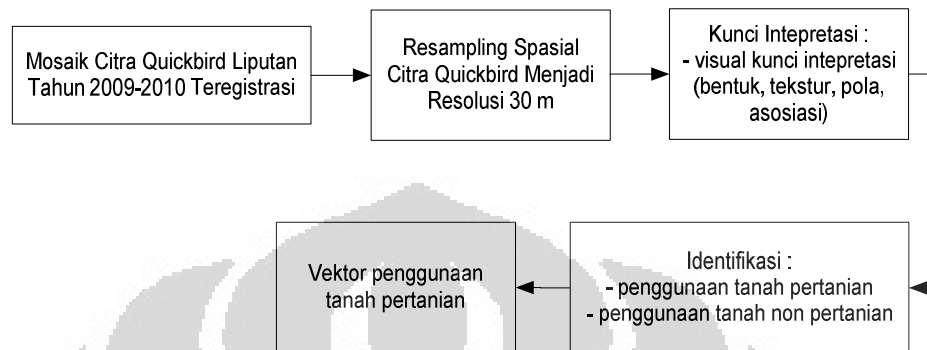 Mosaik Citra Quickbird Liputan
Tahun 2009-2010 Teregistrasi
Resampling Spasial
Citra Quickbird Menjadi
Resolusi 30 m
Kunci Intepretasi :
- visual kunci intepretasi
(bentuk, tekstur, pola,
asosiasi)
Identifikasi :
- penggunaan tanah pertanian
- penggunaan tanah non pertanian
Vektor penggunaan
tanah pertanian